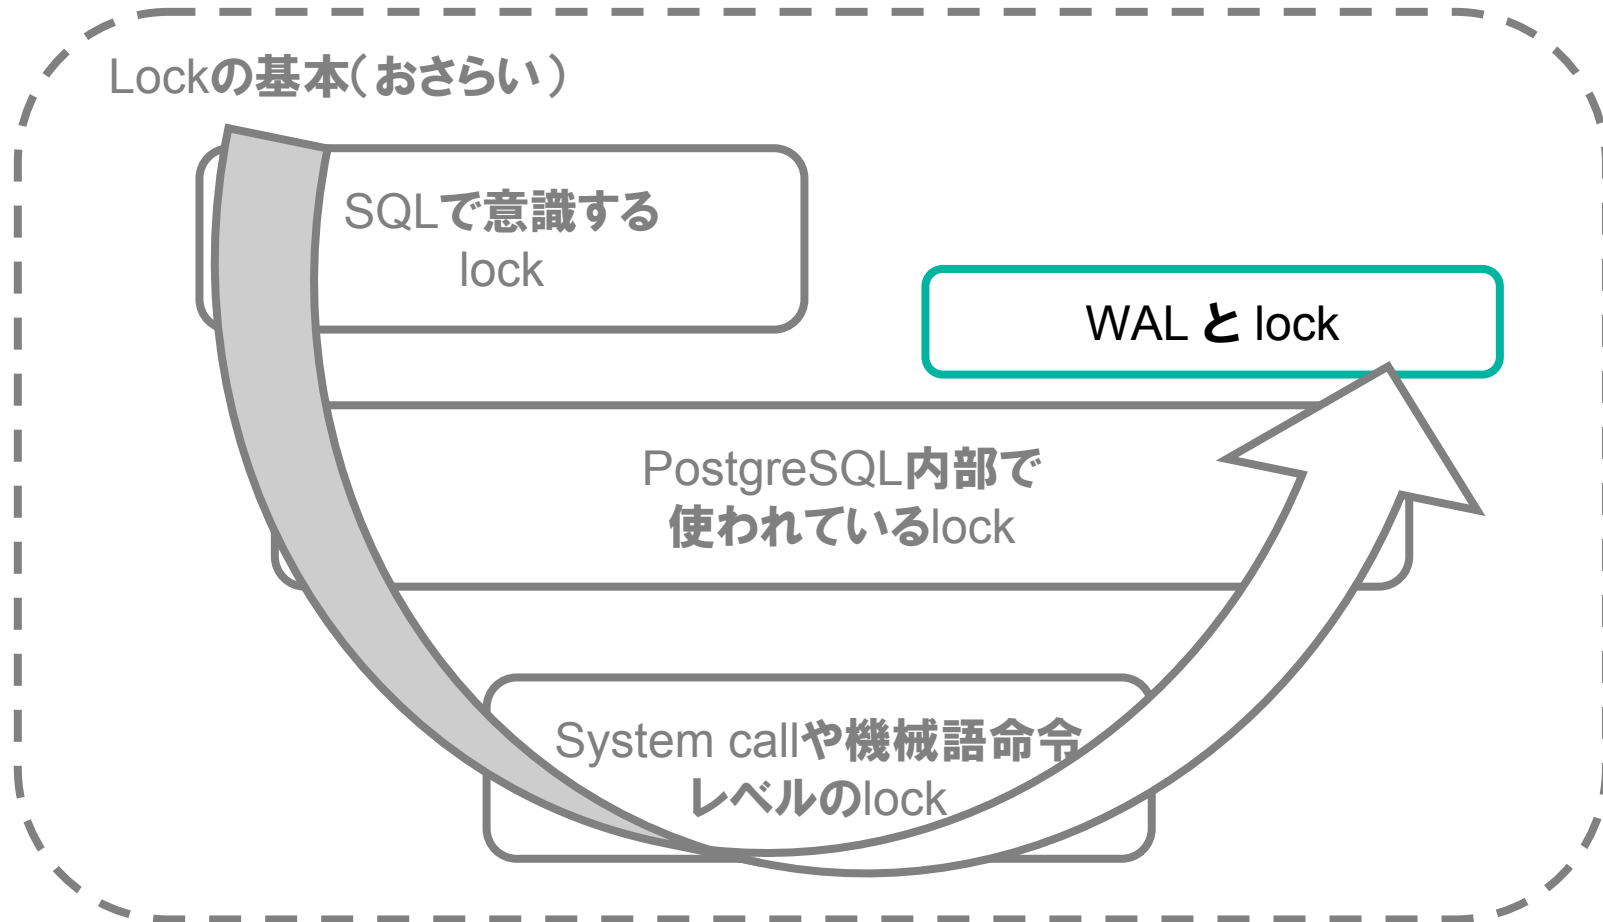 Lockの基本(おさらい)
SQLで意識する
lock
WAL と lock
PostgreSQL内部で
使われているlock
System callや機械語命令
レベルのlock